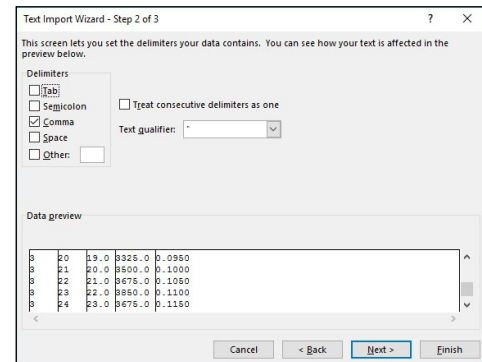 Text Import Wizard - Step 2 of 3 ? ×
This screen lets you set the delimiters your data contains. You can see how your text is affected in the
preview below.
Delimiters
Tab
Semicolon
Comma
Space
Other:
Treat consecutive delimiters as one
Text qualifier: "
Data preview
3 20 19.0 3325.0 0.0950
3 21 20.0 3500.0 0.1000
3 22 21.0 3675.0 0.1050
3 23 22.0 3850.0 0.1100
3 24 23.0 3675.0 0.1150
Cancel < Back Next > Finish